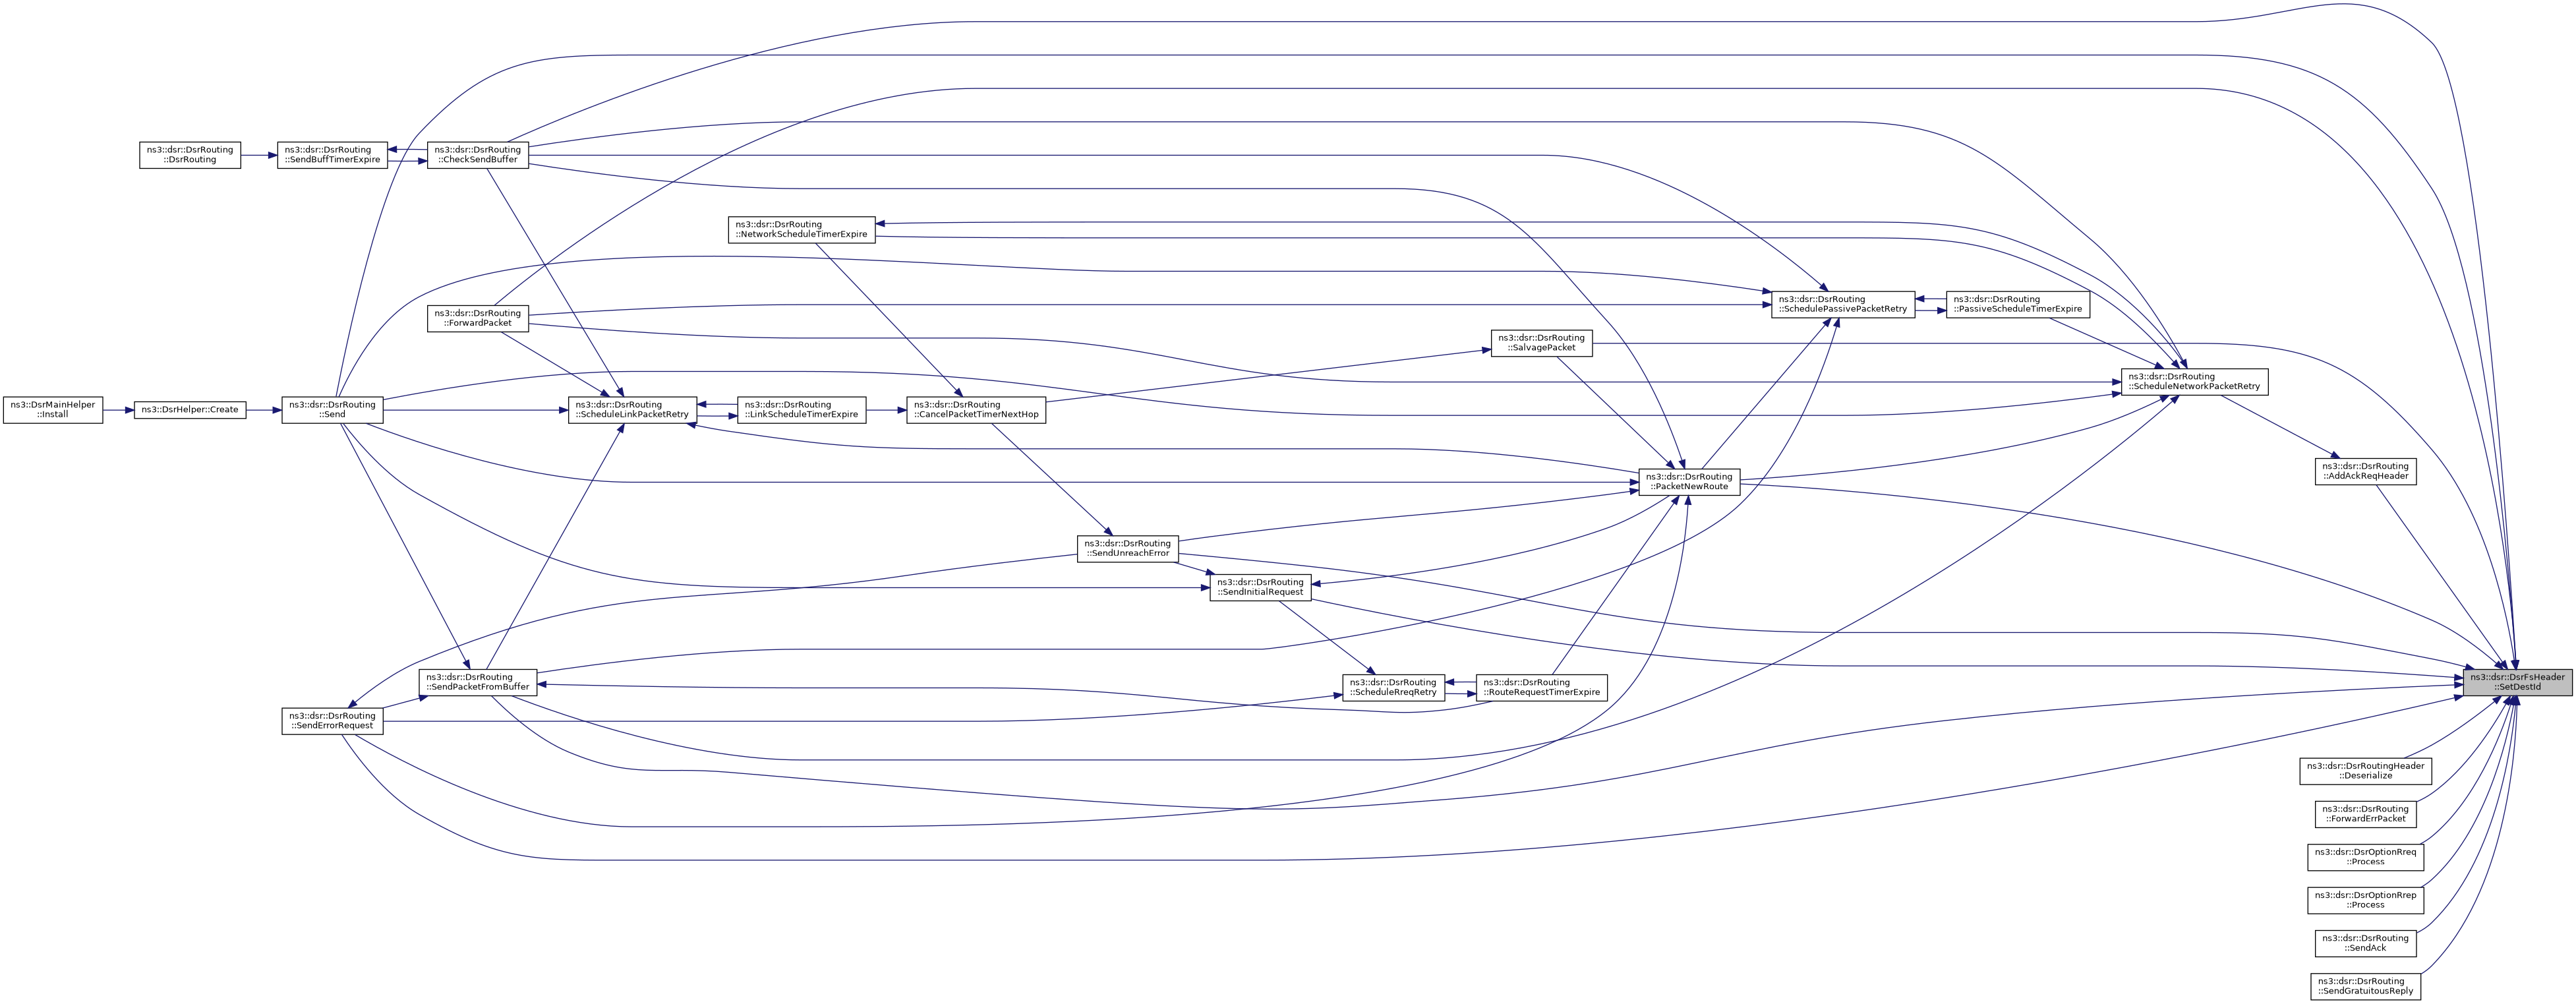 ns3::dsr::DsrRouting
::DsrRouting
ns3::dsr::DsrRouting
::SendBuffTimerExpire
ns3::dsr::DsrRouting
::CheckSendBuffer
ns3::dsr::DsrRouting
::NetworkScheduleTimerExpire
ns3::dsr::DsrRouting
::ForwardPacket
ns3::dsr::DsrRouting
::SchedulePassivePacketRetry
ns3::dsr::DsrRouting
::PassiveScheduleTimerExpire
ns3::dsr::DsrRouting
::SalvagePacket
ns3::dsr::DsrRouting
::ScheduleNetworkPacketRetry
ns3::DsrMainHelper
::Install
ns3::DsrHelper::Create
ns3::dsr::DsrRouting
::Send
ns3::dsr::DsrRouting
::ScheduleLinkPacketRetry
ns3::dsr::DsrRouting
::LinkScheduleTimerExpire
ns3::dsr::DsrRouting
::CancelPacketTimerNextHop
ns3::dsr::DsrRouting
::PacketNewRoute
ns3::dsr::DsrRouting
::AddAckReqHeader
ns3::dsr::DsrRouting
::SendUnreachError
ns3::dsr::DsrRouting
::SendInitialRequest
ns3::dsr::DsrRouting
::SendPacketFromBuffer
ns3::dsr::DsrRouting
::ScheduleRreqRetry
ns3::dsr::DsrRouting
::RouteRequestTimerExpire
ns3::dsr::DsrFsHeader
::SetDestId
ns3::dsr::DsrRouting
::SendErrorRequest
ns3::dsr::DsrRoutingHeader
::Deserialize
ns3::dsr::DsrRouting
::ForwardErrPacket
ns3::dsr::DsrOptionRreq
::Process
ns3::dsr::DsrOptionRrep
::Process
ns3::dsr::DsrRouting
::SendAck
ns3::dsr::DsrRouting
::SendGratuitousReply